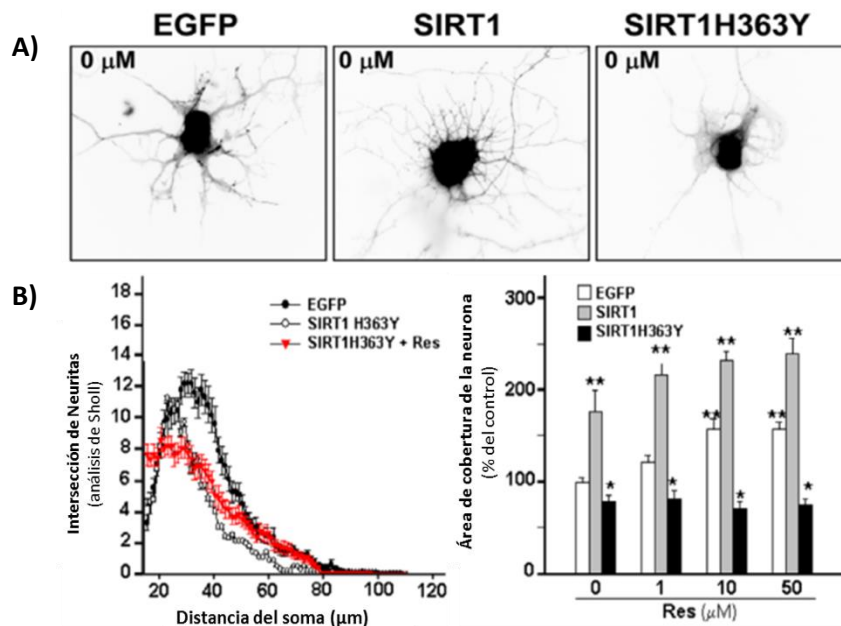 EGFP SIRT1 SIRT1H363Y
A)
0 μM 0 μM 0 μM
B)
Intersección de Neuritas
(análisis de Sholl)
18
16
14
12
10
8
6
4
2
0
EGFP
SIRT1 H363Y
SIRT1H363Y + Res
20 40 60 80 100 120
Distancia del soma (μm)
Área de cobertura de la neurona
(% del control)
300
200
100
0
EGFP
SIRT1
SIRT1H363Y
** ** ** **
** **
* * * *
0 1 10 50
Res (μM)